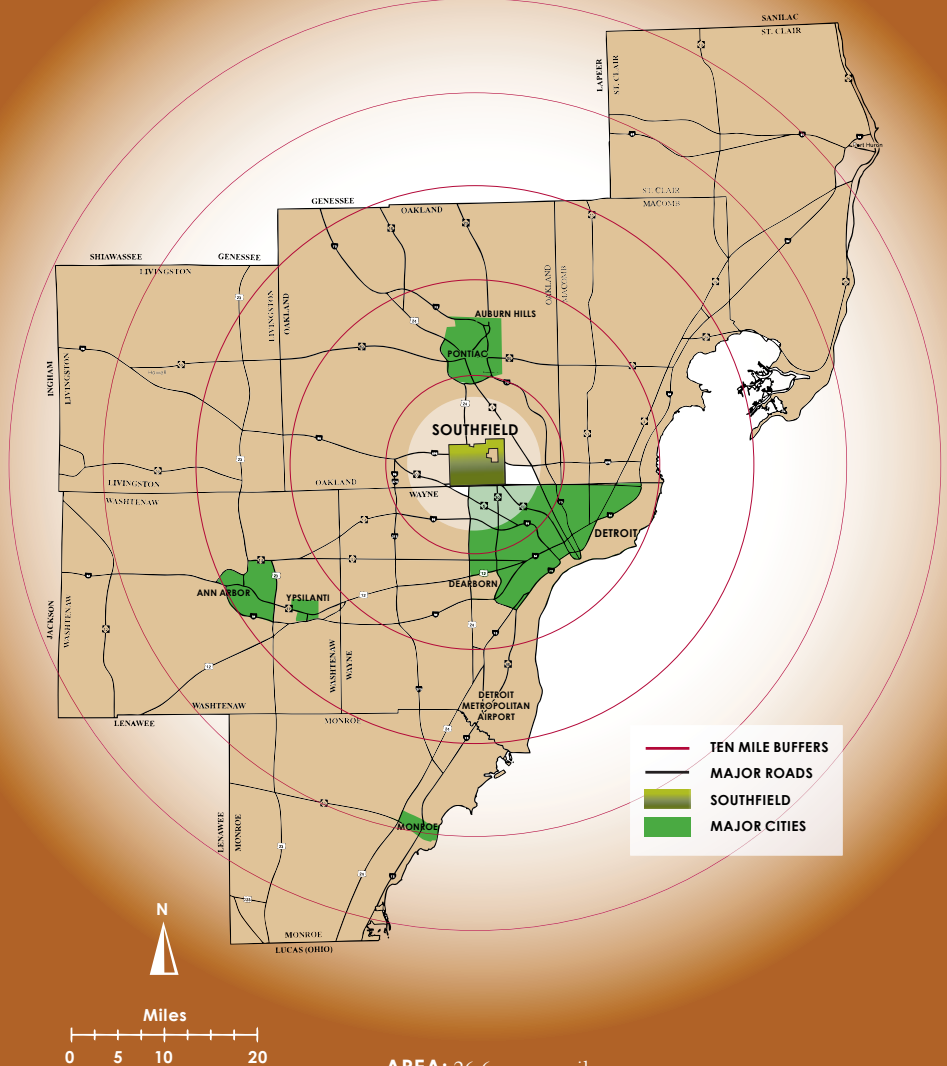 SANILAC
ST. CLAIR
LAPEER
ST. CLAIR
Port Huron
ST. CLAIR
MACOMB
GENESSEE
OAKLAND
SHIAWASSEE
GENESSEE
LIVINGSTON
LIVINGSTON
OAKLAND
OAKLAND
MACOMB
AUBURN HILLS
PONTIAC
INGHAM
LIVINGSTON
SOUTHFIELD
LIVINGSTON
OAKLAND
WAYNE
WASHTENAW
DETROIT
DEARBORN
ANN ARBOR
YPSILANTI
JACKSON
WASHTENAW
WASHTENAW
WAYNE
DETROIT
METROPOLITAN
AIRPORT
WASHTENAW
LENAWEE
MONROE
TEN MILE BUFFERS
MAJOR ROADS
SOUTHFIELD
MAJOR CITIES
MONROE
LENAWEE
MONROE
MONROE
LUCAS (OHIO)
N
Miles
0 5 10 20
AREA: 26.6